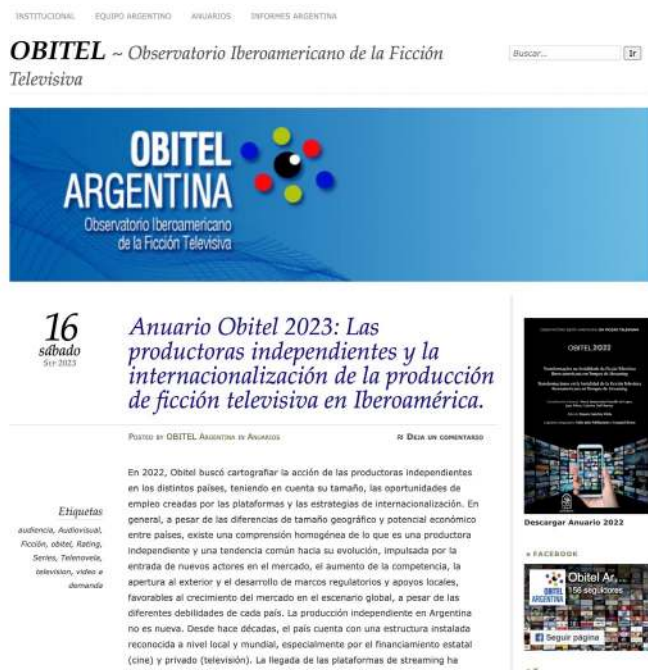 INSTITUCIONAL EQUIPO ARGENTINO ANUARIOS INFORMES ARGENTINA
OBITEL ~ Observatorio Iberoamericano de la Ficción
Televisiva
Buscar...
Ir
OBITEL
ARGENTINA
Observatorio Iberoamericano
de la Ficción Televisiva
16
sábado
SEP 2023
Anuario Obitel 2023: Las
productoras independientes y la
internacionalización de la producción
de ficción televisiva en Iberoamérica.
POSTED BY OBITEL ARGENTINA IN ANUARIOS
DEJA UN COMENTARIO
Etiquetas
audiencia, Audiovisual,
Ficción, obitel, Rating,
Series, Telenovela,
television, video a
demanda
En 2022, Obitel buscó cartografiar la acción de las productoras independientes
en los distintos países, teniendo en cuenta su tamaño, las oportunidades de
empleo creadas por las plataformas y las estrategias de internacionalización. En
general, a pesar de las diferencias de tamaño geográfico y potencial económico
entre países, existe una comprensión homogénea de lo que es una productora
independiente y una tendencia común hacia su evolución, impulsada por la
entrada de nuevos actores en el mercado, el aumento de la competencia, la
apertura al exterior y el desarrollo de marcos regulatorios y apoyos locales,
favorables al crecimiento del mercado en el escenario global, a pesar de las
diferentes debilidades de cada país. La producción independiente en Argentina
no es nueva. Desde hace décadas, el país cuenta con una estructura instalada
reconocida a nivel local y mundial, especialmente por el financiamiento estatal
(cine) y privado (televisión). La llegada de las plataformas de streaming ha
OBITEL 2022
Descargar Anuario 2022
FACEBOOK
OBITEL
ARGENTINA
Obitel Ar...
156 seguidores
Seguir página